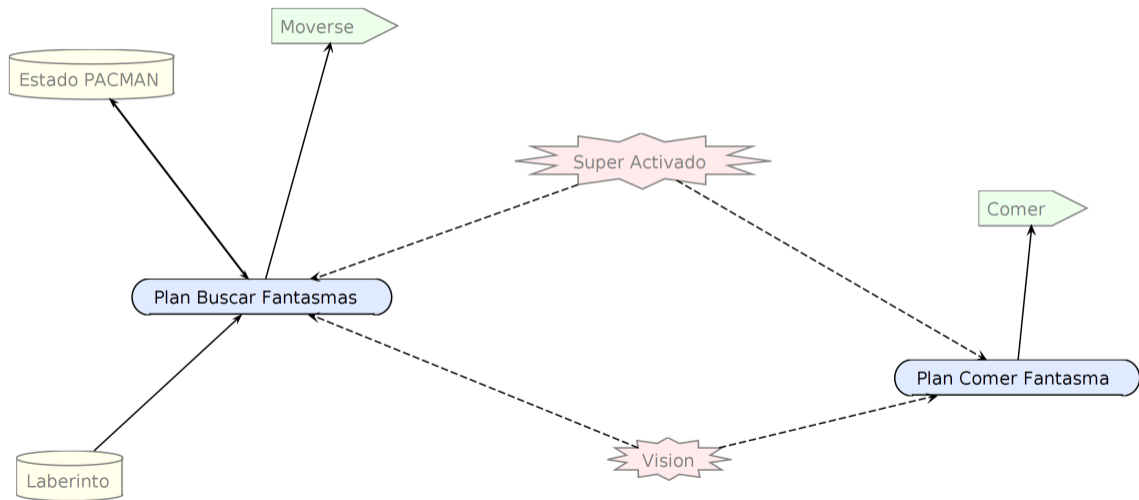 Moverse
Estado PACMAN
Super Activado
Comer
Plan Buscar Fantasmas
Plan Comer Fantasma
Vision
Laberinto